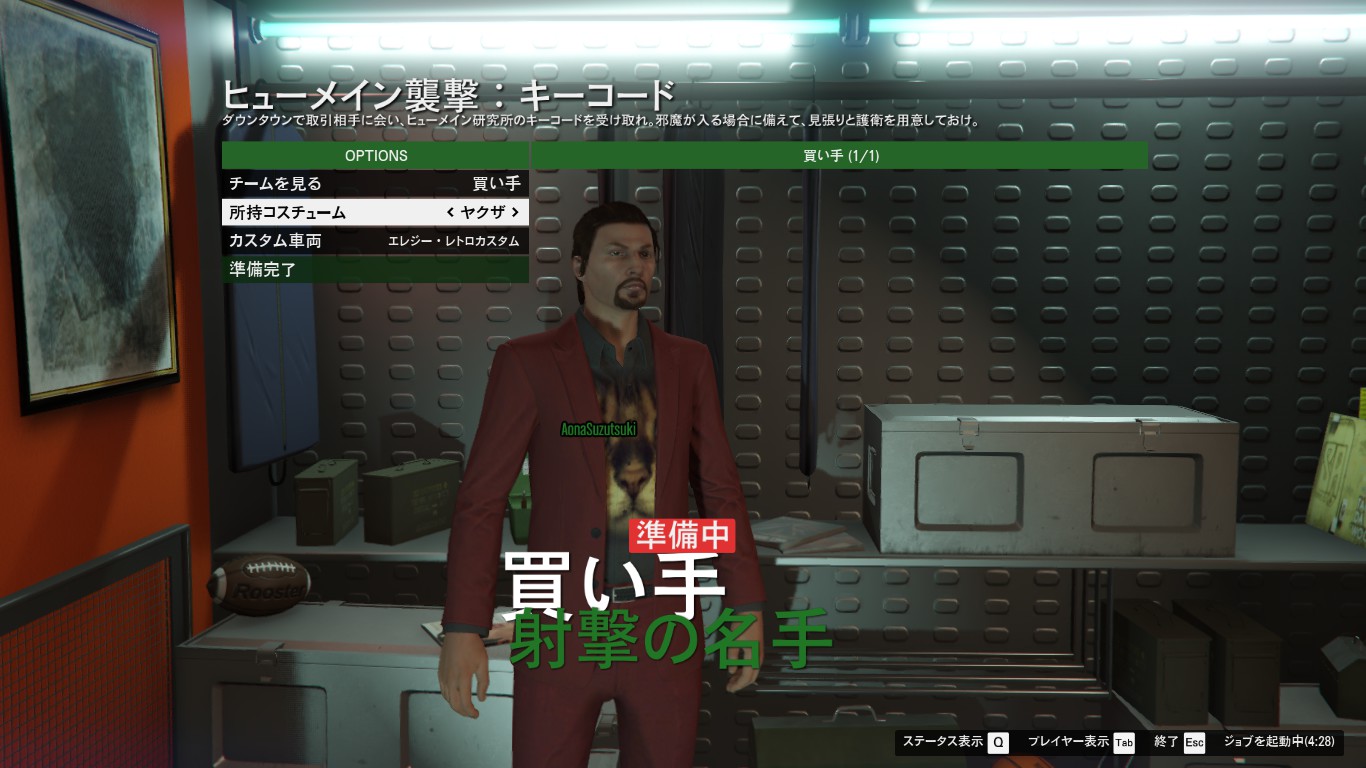 ヒューメイン襲撃：キーコード
ダウンタウンで取引相手に会い、ヒューメイン研究所のキーコードを受け取れ。邪魔が入る場合に備えて、見張りと護衛を用意しておけ。
OPTIONS
買い手 (1/1)
チームを見る 買い手
所持コスチューム ‹ ヤクザ ›
カスタム車両 エレジー・レトロカスタム
準備完了
AonaSuzutsuki
準備中
買い手
射撃の名手
Rooster
ステータス表示 Q プレイヤー表示 Tab 終了 Esc ジョブを起動中(4:28)